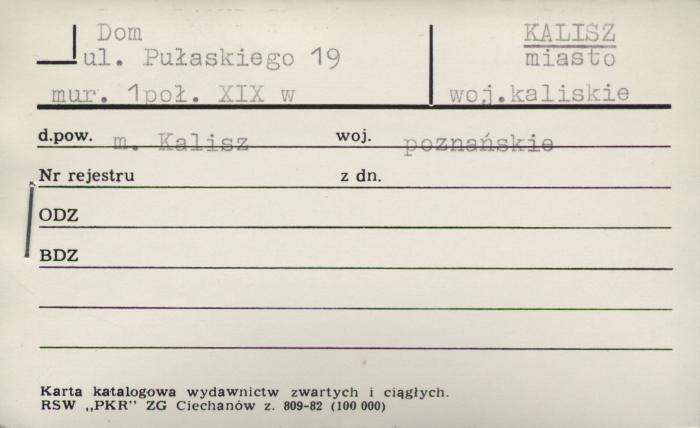 Dom KALISZ
ul. Pułaskiego 19 miasto
mur. 1poł. XIX w woj.kaliskie
d.pow. m. Kalisz woj. poznańskie
Nr rejestru z dn.
ODZ
BDZ
Karta katalogowa wydawnictw zwartych i ciągłych.
RSW „PKR" ZG Ciechanów z. 809-82 (100 000)